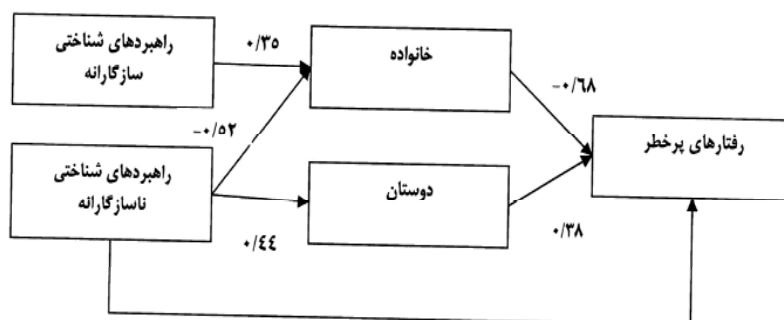 راهبردهای شناختی
سازگارانه
۰/۳۵
خانواده
-۰/۶۸
-۰/۵۲
رفتارهای پرخطر
راهبردهای شناختی
ناسازگارانه
۰/٤٤
دوستان
۰/۳۸